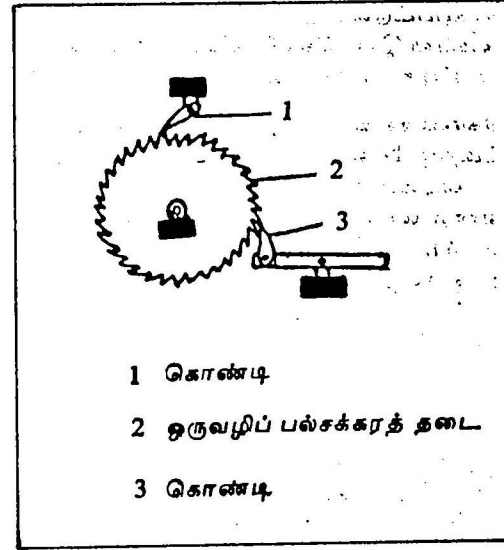 1
2
3
1 கொண்டி
2 ஒருவழிப் பல்சக்கரத் தடை
3 கொண்டி